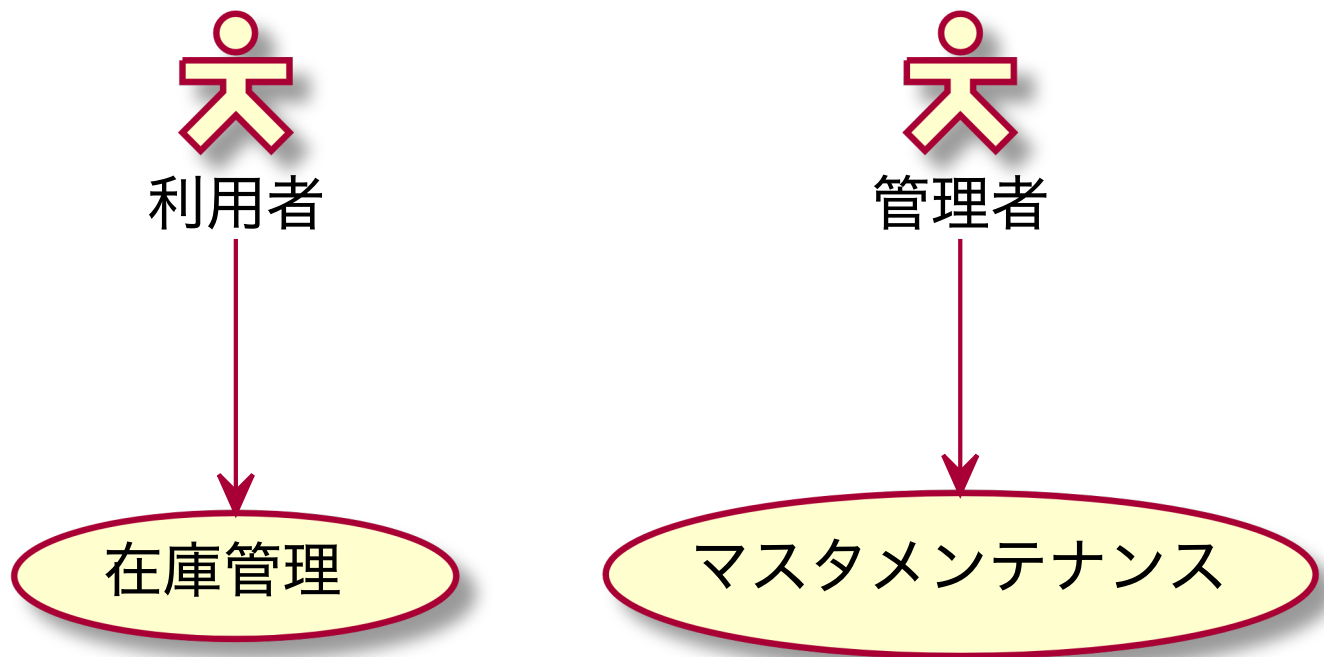 利用者
管理者
在庫管理
マスタメンテナンス